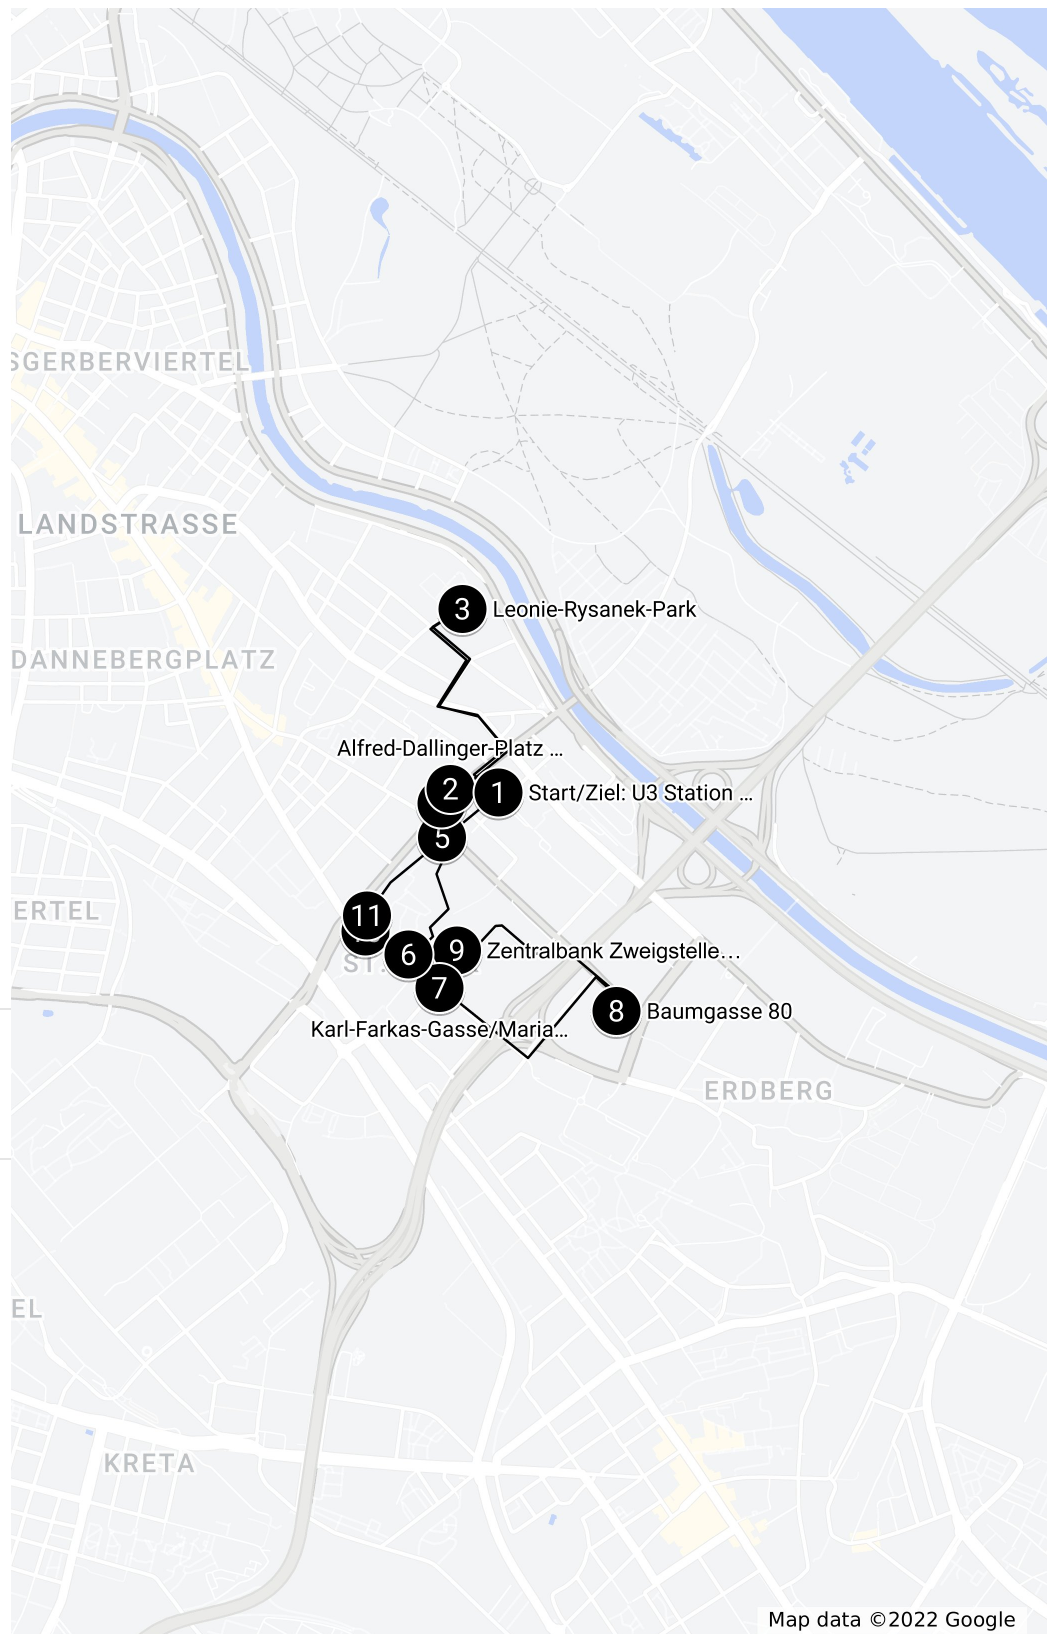 SGERBERVIERTEL
LANDSTRASSE
3 Leonie-Rysanek-Park
DANNEBERGPLATZ
Alfred-Dallinger-Platz …
2
1 Start/Ziel: U3 Station …
5
11
ERTEL
6
9 Zentralbank Zweigstelle…
ST.
7
8 Baumgasse 80
Karl-Farkas-Gasse/Maria…
ERDBERG
EL
KRETA
Map data ©2022 Google